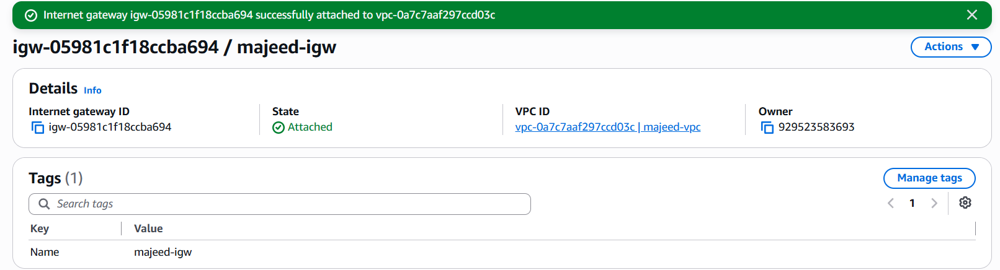 Internet gateway igw-05981c1f18ccba694 successfully attached to vpc-0a7c7aaf297ccd03c
igw-05981c1f18ccba694 / majeed-igw
Actions
Details Info
Internet gateway ID
igw-05981c1f18ccba694
State
Attached
VPC ID
vpc-0a7c7aaf297ccd03c | majeed-vpc
Owner
929523583693
Tags (1)
Manage tags
Search tags
1
Key Value
Name majeed-igw